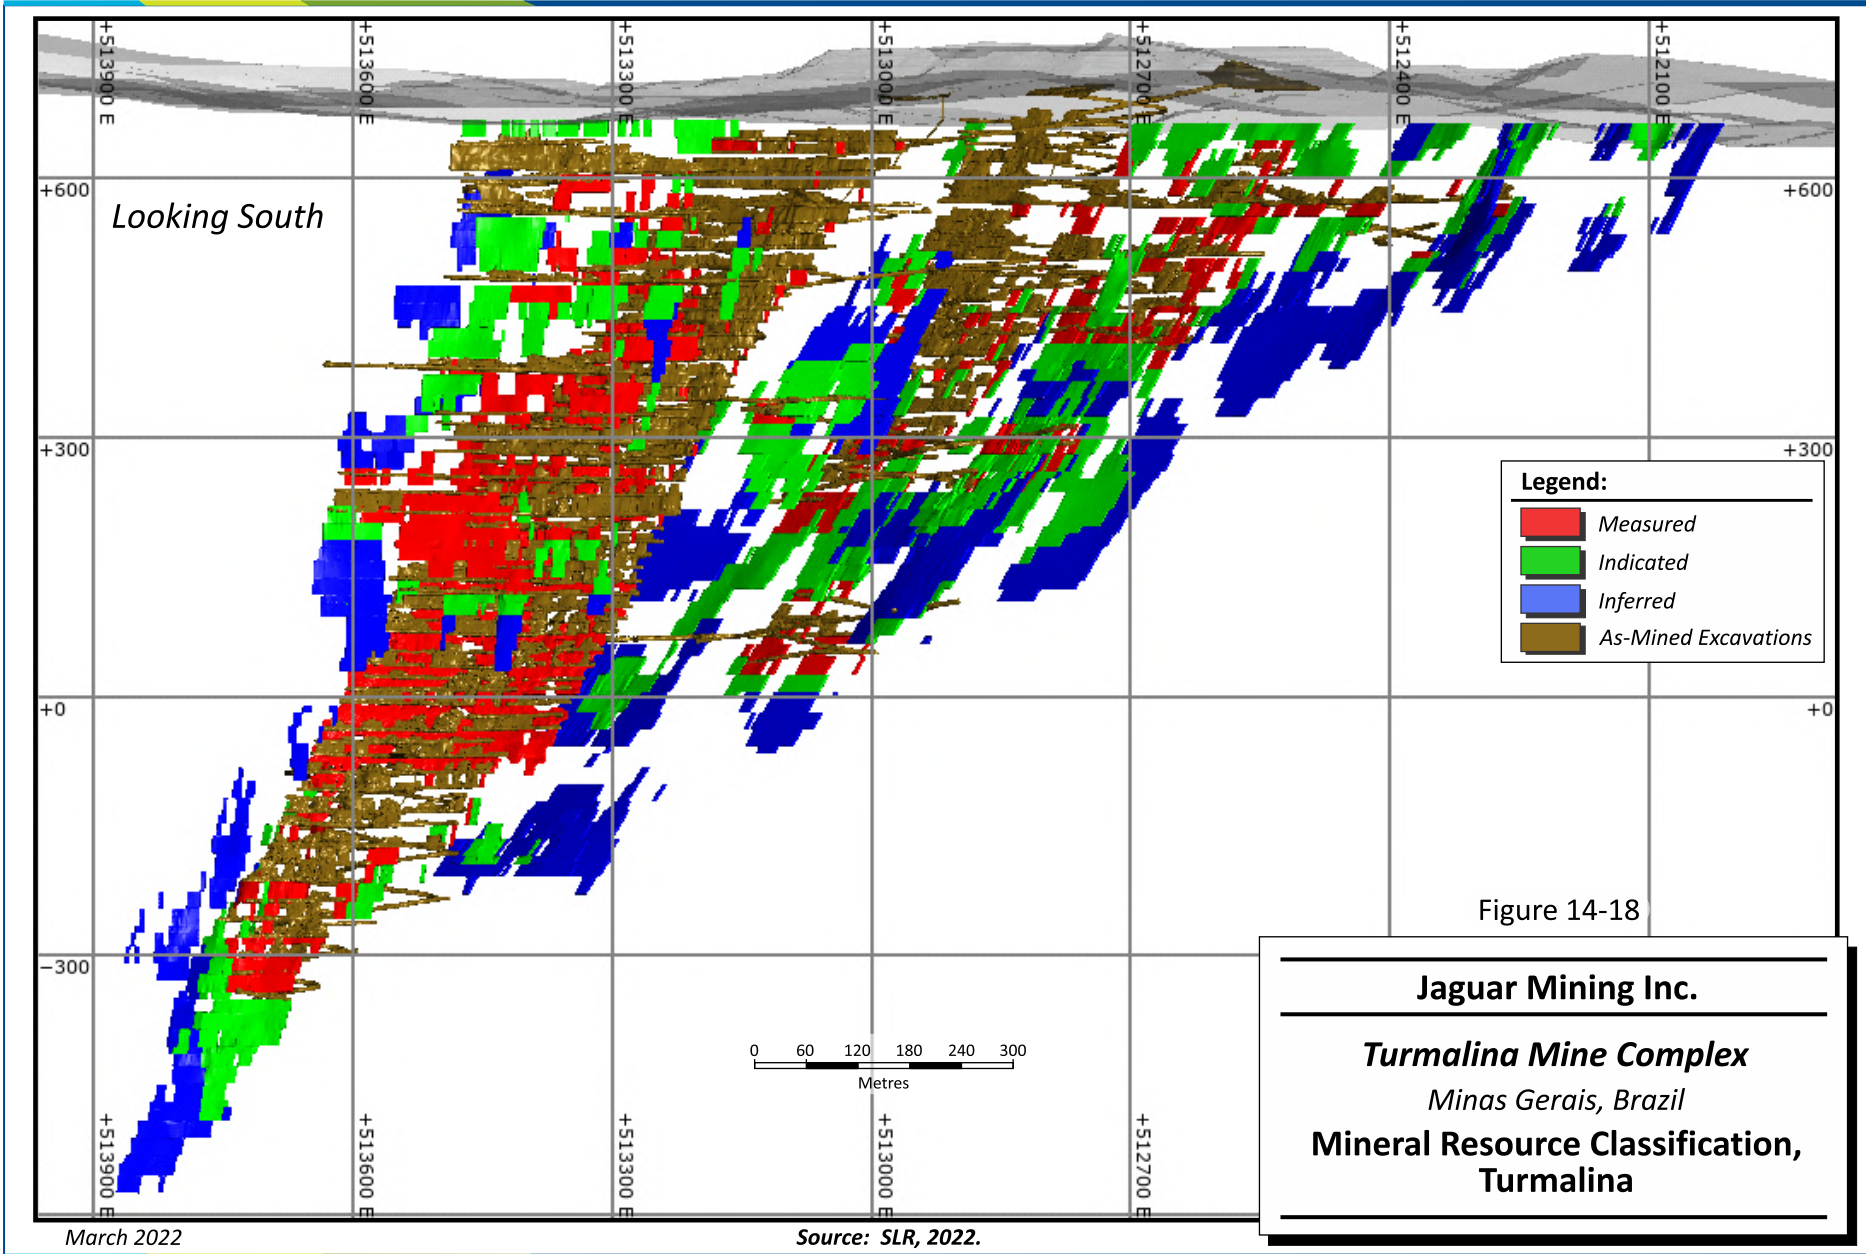 +513900 E
+513600 E
+513300 E
+513000 E
+512700 E
+512400 E
+512100 E
+600
+600
Looking South
+300
+300
Legend:
Measured
Indicated
Inferred
As-Mined Excavations
+0
+0
Figure 14-18
−300
Jaguar Mining Inc.
Turmalina Mine Complex
Minas Gerais, Brazil
Mineral Resource Classification,
Turmalina
0 60 120 180 240 300
Metres
+513900 E
+513600 E
+513300 E
+513000 E
+512700 E
March 2022
Source: SLR, 2022.